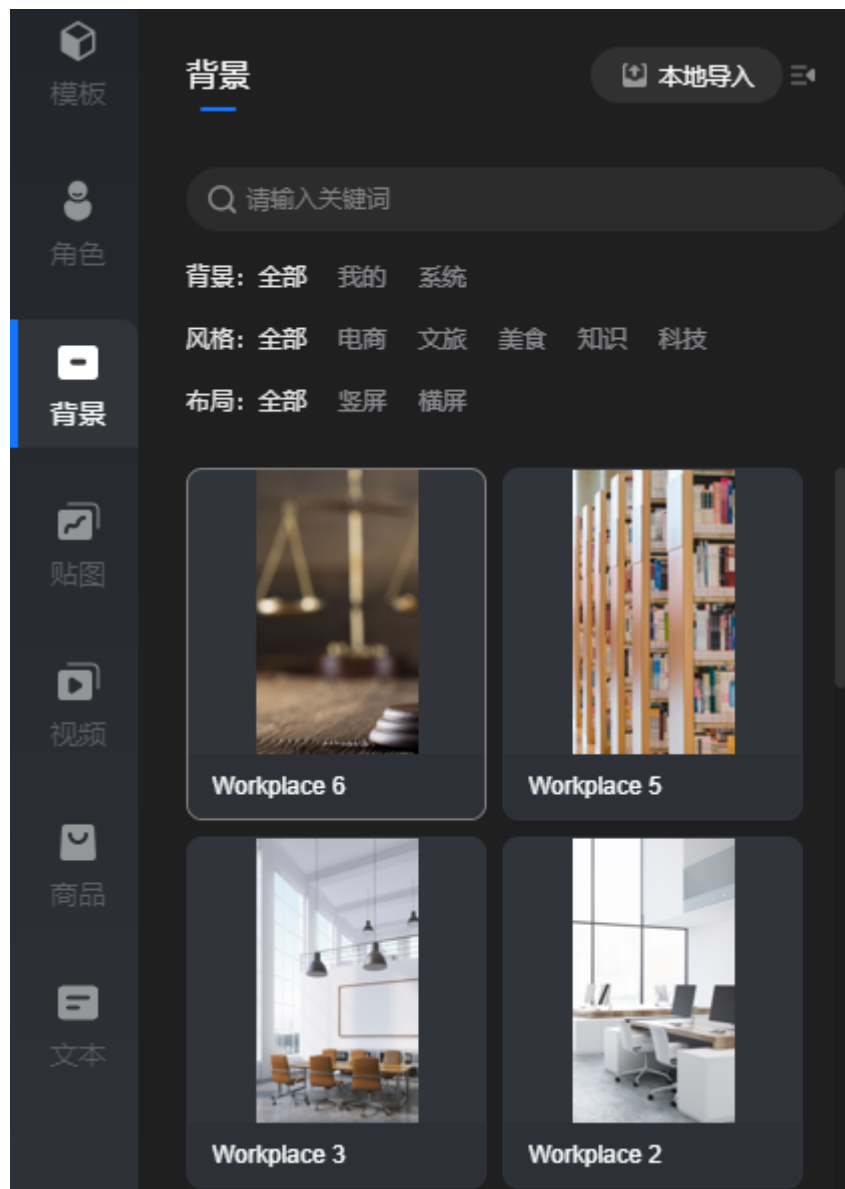 模板
角色
背景
贴图
视频
商品
文本
背景
本地导入
请输入关键词
背景: 全部 我的 系统
风格: 全部 电商 文旅 美食 知识 科技
布局: 全部 竖屏 横屏
Workplace 6
Workplace 5
Workplace 3
Workplace 2